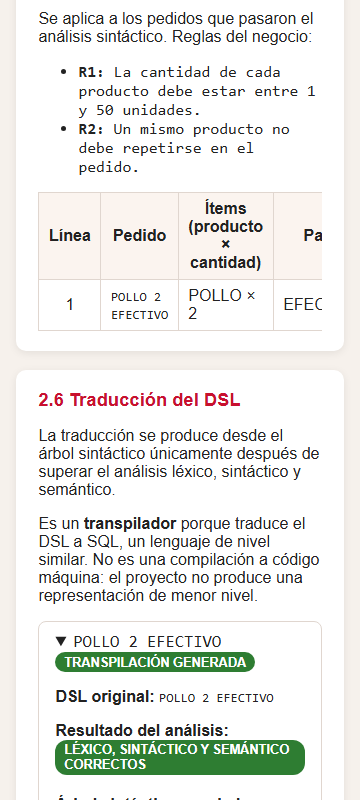 Se aplica a los pedidos que pasaron el
análisis sintáctico. Reglas del negocio:
• R1: La cantidad de cada
producto debe estar entre 1
y 50 unidades.
• R2: Un mismo producto no
debe repetirse en el
pedido.
Línea Pedido Ítems (producto × cantidad) Pa
1 POLLO 2 EFECTIVO POLLO × 2 EFEC
2.6 Traducción del DSL
La traducción se produce desde el
árbol sintáctico únicamente después de
superar el análisis léxico, sintáctico y
semántico.
Es un transpilador porque traduce el
DSL a SQL, un lenguaje de nivel
similar. No es una compilación a código
máquina: el proyecto no produce una
representación de menor nivel.
▼ POLLO 2 EFECTIVO
TRANSPILACIÓN GENERADA
DSL original: POLLO 2 EFECTIVO
Resultado del análisis:
LÉXICO, SINTÁCTICO Y SEMÁNTICO
CORRECTOS